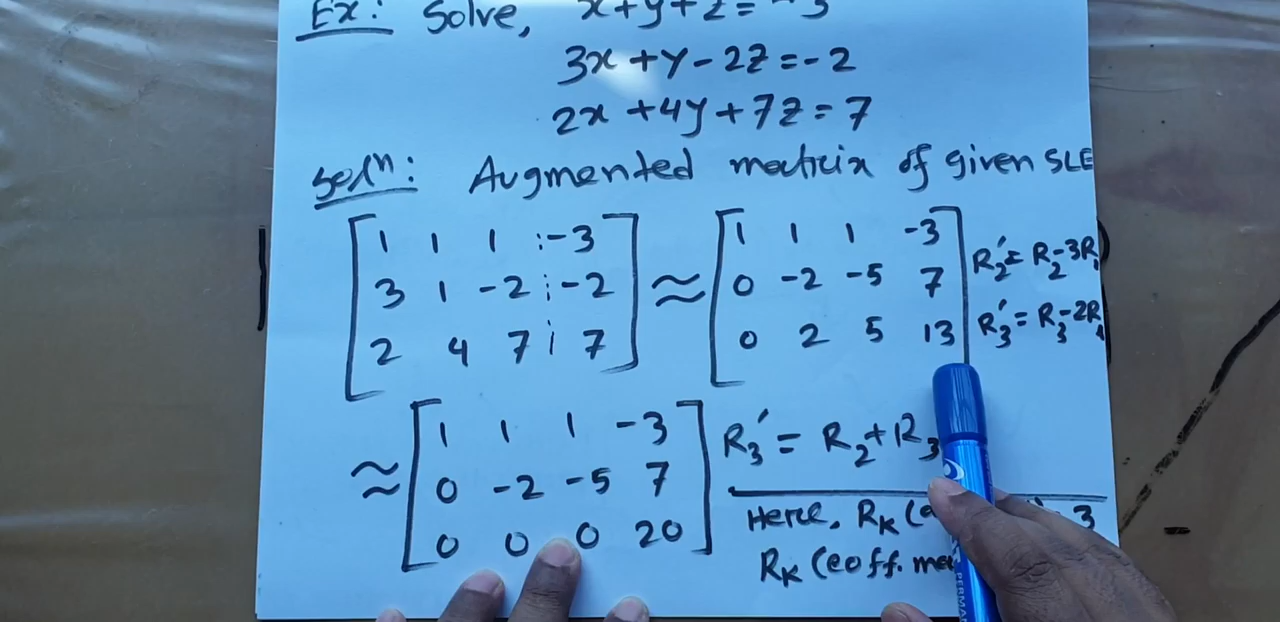 Ex: Solve, x+y+z=-3
3x+y-2z=-2
2x+4y+7z=7
Solⁿ: Augmented matrix of given SLE
[1 1 1 : -3] ≈ [1 1 1 -3]
[3 1 -2 : -2] [0 -2 -5 7] R₂'=R₂-3R₁
[2 4 7 : 7] [0 2 5 13] R₃'=R₃-2R₁
≈ [1 1 1 -3] R₃'=R₂+R₃
[0 -2 -5 7]
[0 0 0 20] Here, Rₖ( 3
Rₖ(coff.